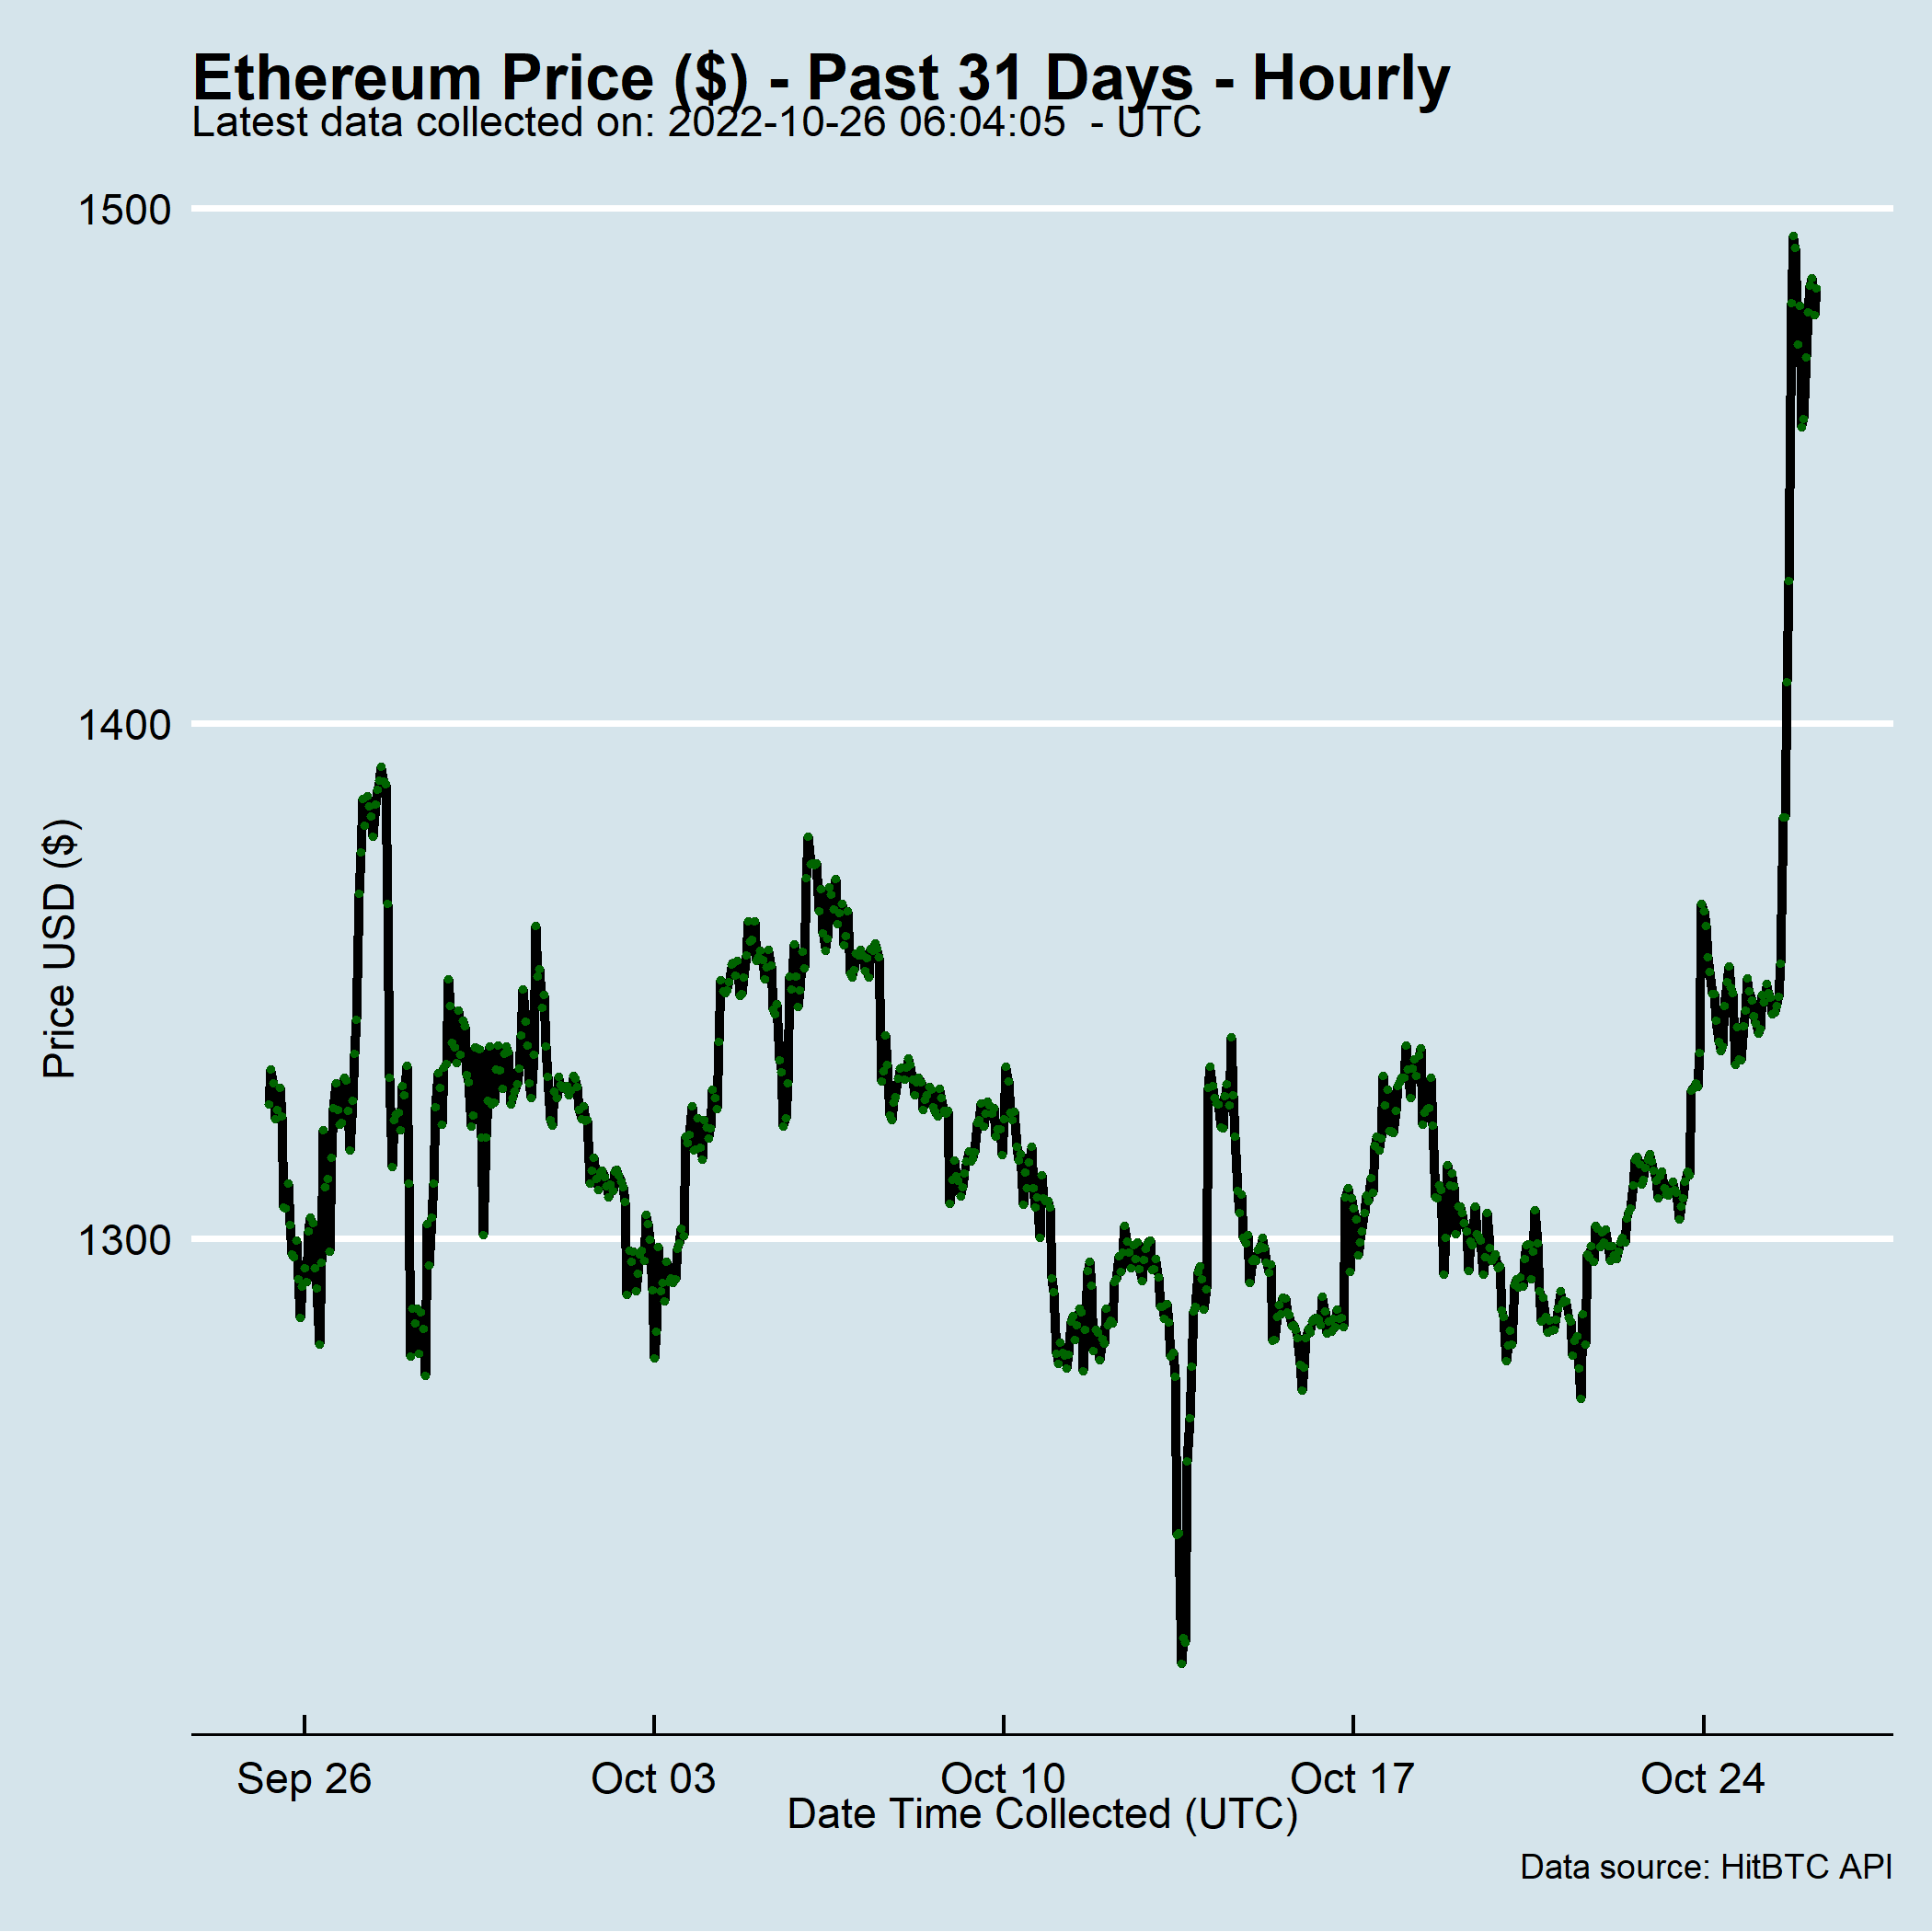 Ethereum Price ($) - Past 31 Days - Hourly
Latest data collected on: 2022-10-26 06:04:05  - UTC
1500
1400
1300
Price USD ($)
Sep 26
Oct 03
Oct 10
Oct 17
Oct 24
Date Time Collected (UTC)
Data source: HitBTC API